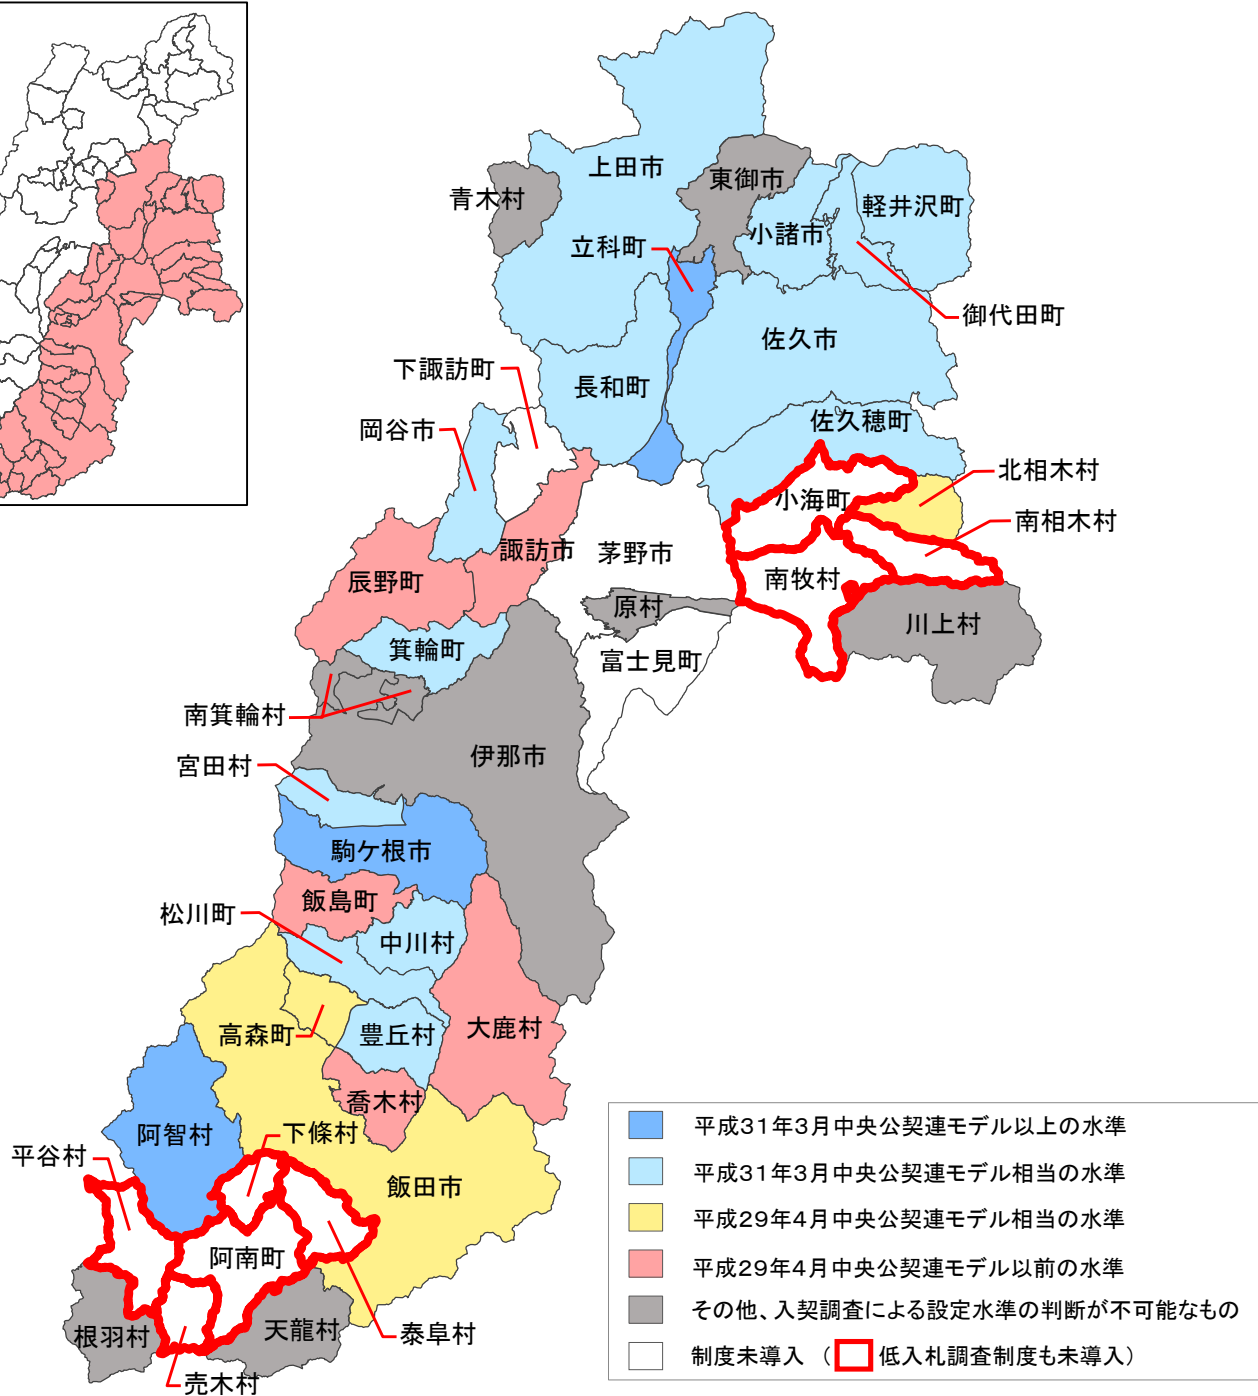 上田市
東御市
青木村
軽井沢町
小諸市
立科町
御代田町
佐久市
下諏訪町
長和町
佐久穂町
岡谷市
北相木村
小海町
南相木村
諏訪市
茅野市
辰野町
南牧村
原村
川上村
箕輪町
富士見町
南箕輪村
伊那市
宮田村
駒ケ根市
飯島町
松川町
中川村
高森町
豊丘村
大鹿村
喬木村
阿智村
下條村
平谷村
飯田市
阿南町
根羽村
天龍村
泰阜村
売木村
平成31年3月中央公契連モデル以上の水準
平成31年3月中央公契連モデル相当の水準
平成29年4月中央公契連モデル相当の水準
平成29年4月中央公契連モデル以前の水準
その他、入契調査による設定水準の判断が不可能なもの
制度未導入 ( 低入札調査制度も未導入)